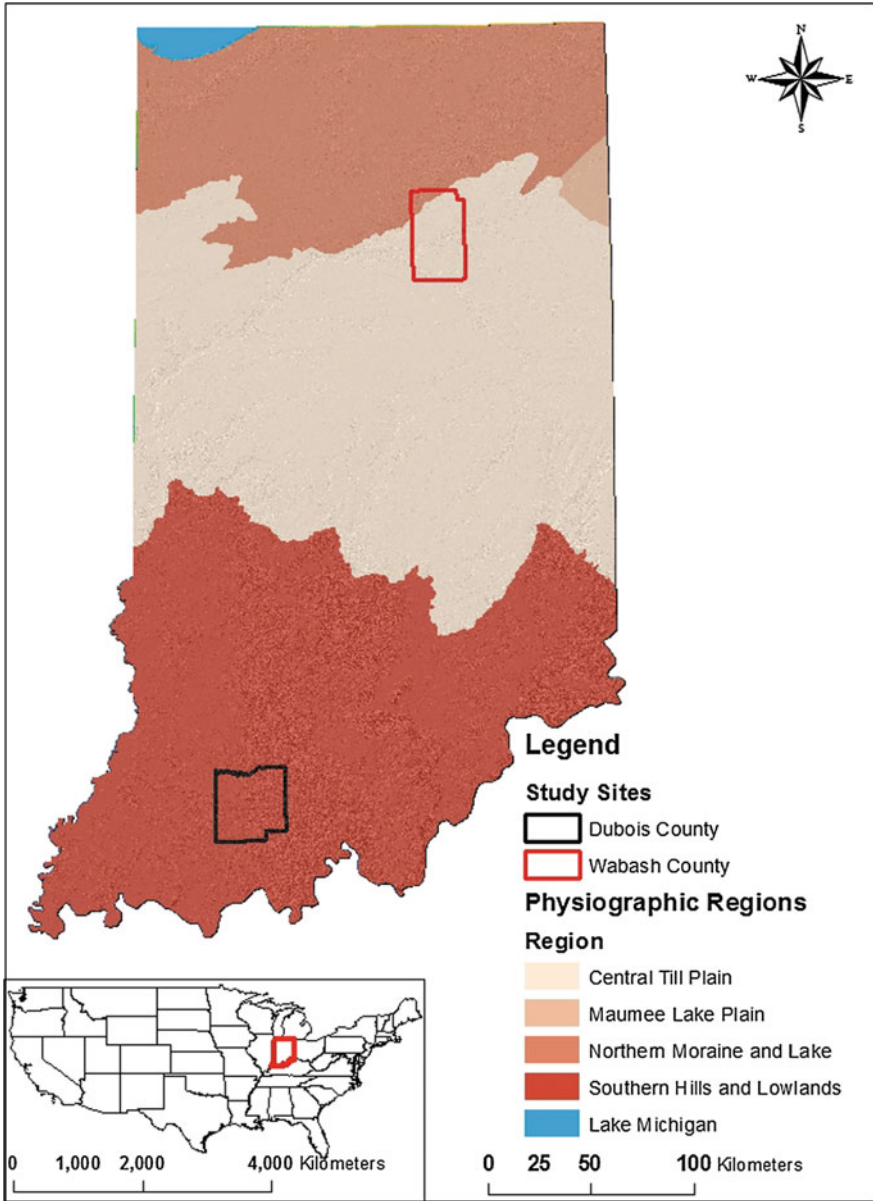 N
W E
S
Legend
Study Sites
Dubois County
Wabash County
Physiographic Regions
Region
Central Till Plain
Maumee Lake Plain
Northern Moraine and Lake
Southern Hills and Lowlands
Lake Michigan
0 1,000 2,000 4,000 Kilometers
0 25 50 100 Kilometers